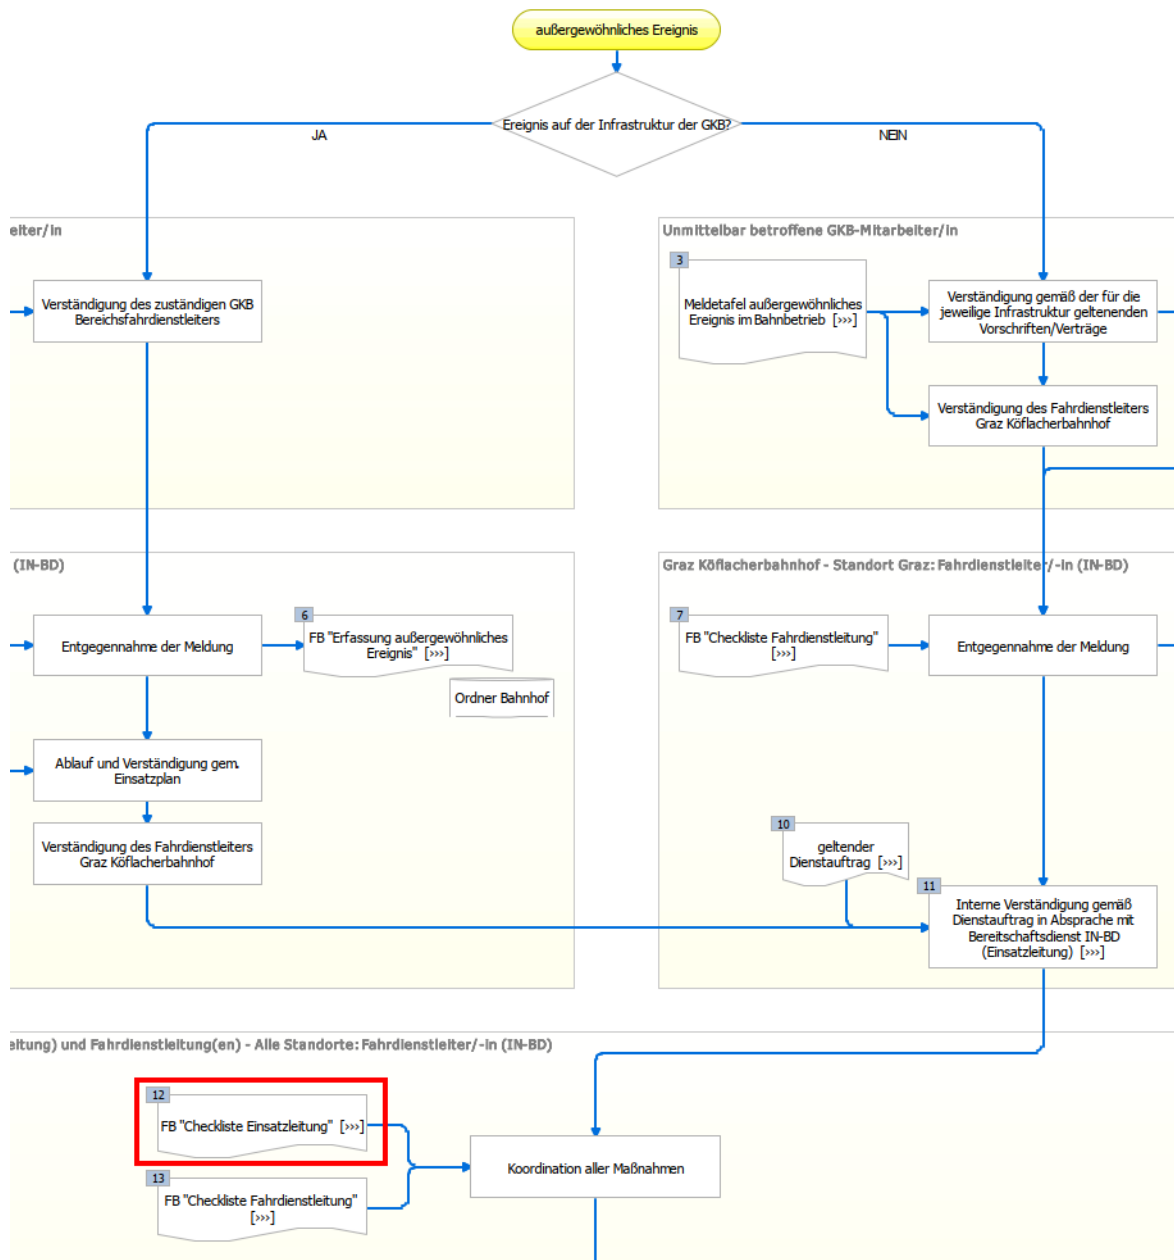 außergewöhnliches Ereignis
Ereignis auf der Infrastruktur der GKB?
JA
NEIN
eiter/in
Verständigung des zuständigen GKB
Bereichsfahrdienstleiters
Unmittelbar betroffene GKB-Mitarbeiter/in
3
Meldetafel außergewöhnliches
Ereignis im Bahnbetrieb [>>>]
Verständigung gemäß der für die
jeweilige Infrastruktur geltenenden
Vorschriften/Verträge
Verständigung des Fahrdienstleiters
Graz Köflacherbahnhof
(IN-BD)
Entgegennahme der Meldung
6
FB "Erfassung außergewöhnliches
Ereignis" [>>>]
Ordner Bahnhof
Ablauf und Verständigung gem.
Einsatzplan
Verständigung des Fahrdienstleiters
Graz Köflacherbahnhof
Graz Köflacherbahnhof - Standort Graz: Fahrdienstleiter/-in (IN-BD)
7
FB "Checkliste Fahrdienstleitung"
[>>>]
Entgegennahme der Meldung
10
geltender
Dienstauftrag [>>>]
11
Interne Verständigung gemäß
Dienstauftrag in Absprache mit
Bereitschaftsdienst IN-BD
(Einsatzleitung) [>>>]
eitung) und Fahrdienstleitung(en) - Alle Standorte: Fahrdienstleiter/-in (IN-BD)
12
FB "Checkliste Einsatzleitung" [>>>]
13
FB "Checkliste Fahrdienstleitung"
[>>>]
Koordination aller Maßnahmen